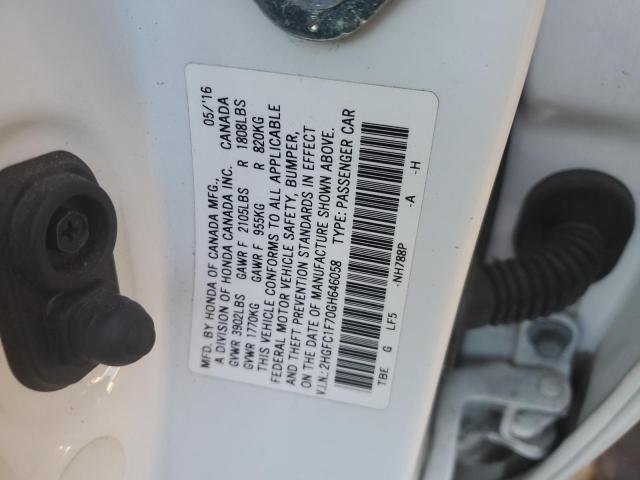 MFD. BY HONDA OF CANADA MFG., 05/'16
A DIVISION OF HONDA CANADA INC. CANADA
GVWR 3902LBS GAWR F 2105LBS R 1808LBS
GVWR 1770KG GAWR F 955KG R 820KG
THIS VEHICLE CONFORMS TO ALL APPLICABLE
FEDERAL MOTOR VEHICLE SAFETY, BUMPER,
AND THEFT PREVENTION STANDARDS IN EFFECT
ON THE DATE OF MANUFACTURE SHOWN ABOVE.
V.I.N.: 2HGFC1F70GH646058 TYPE: PASSENGER CAR
TBE G LF5 -NH788P -A -H